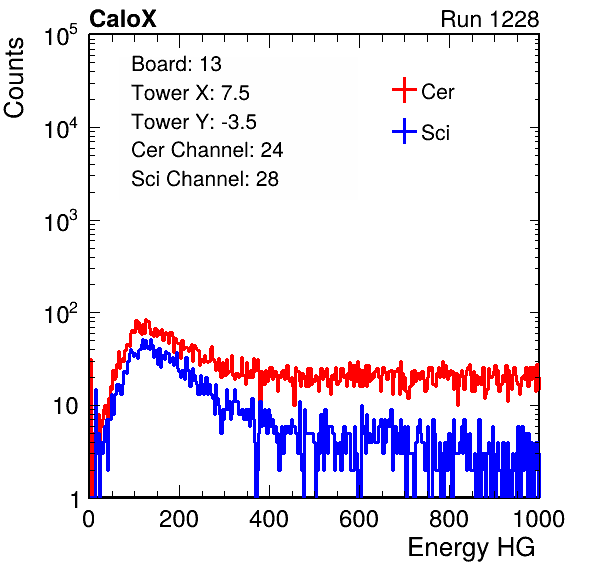 CaloX Run 1228
Counts
10^5
10^4
10^3
10^2
10
1
Board: 13
Tower X: 7.5
Tower Y: -3.5
Cer Channel: 24
Sci Channel: 28
Cer
Sci
0 200 400 600 800 1000
Energy HG